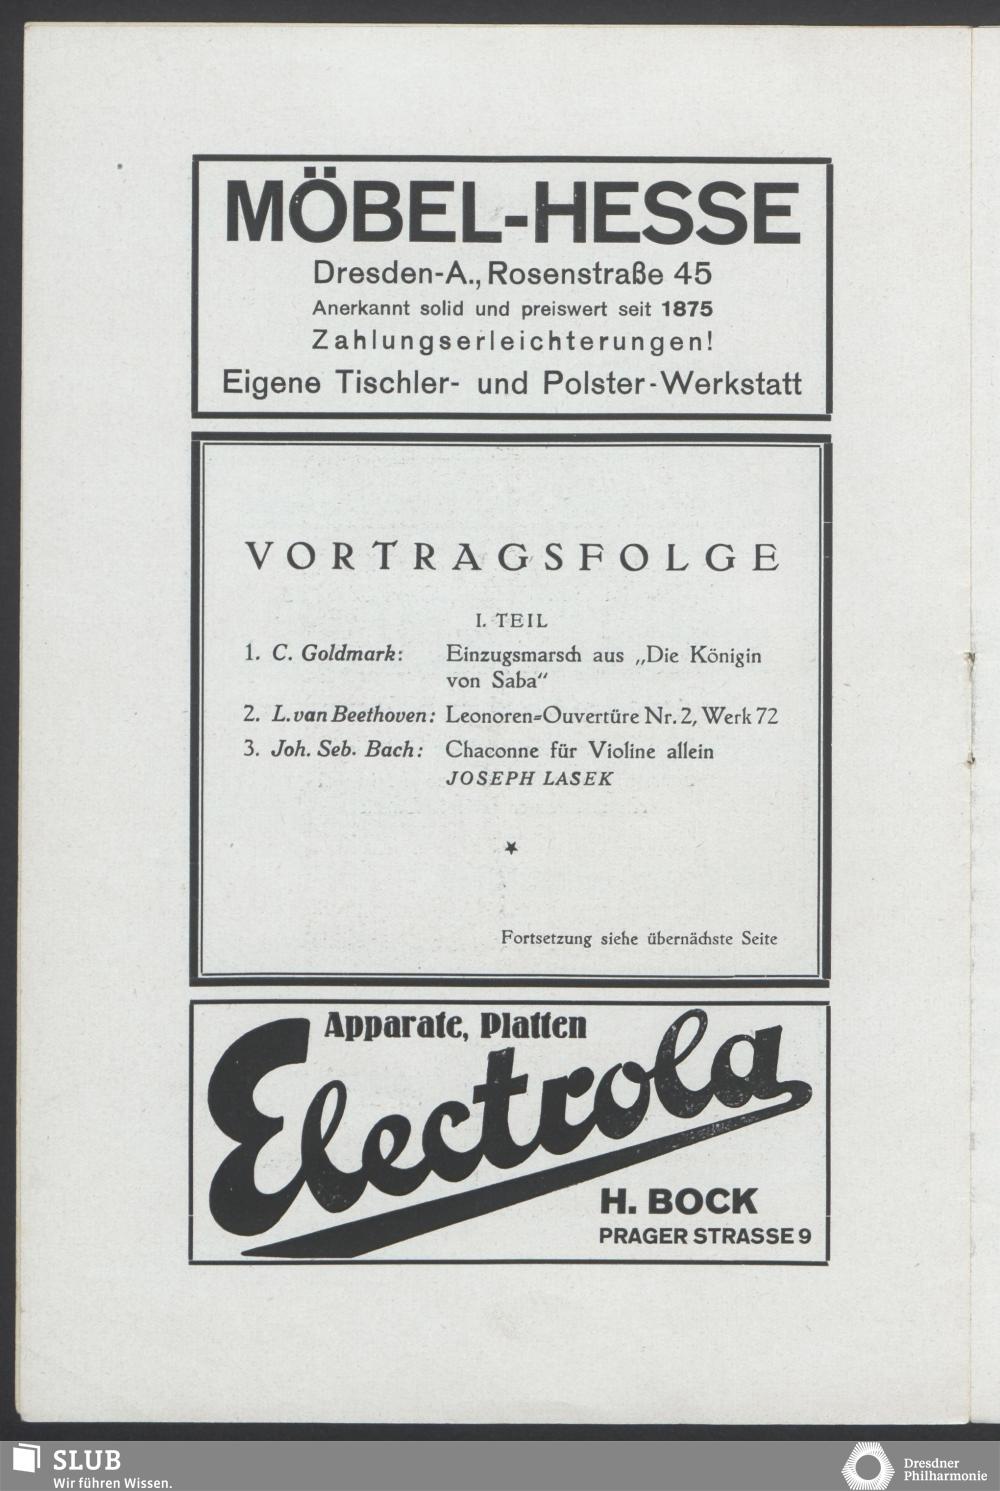 MÖBEL-HESSE
Dresden-A., Rosenstraße 45
Anerkannt solid und preiswert seit 1875
Zahlungserleichterungen!
Eigene Tischler- und Polster-Werkstatt
VORTRAGSFOLGE
I. TEIL
1. C. Goldmark: Einzugsmarsch aus „Die Königin
von Saba“
2. L. van Beethoven: Leonoren-Ouvertüre Nr. 2, Werk 72
3. Joh. Seb. Bach: Chaconne für Violine allein
JOSEPH LASEK
Fortsetzung siehe übernächste Seite
Apparate, Platten
Electrola
H. BOCK
PRAGER STRASSE 9
SLUB
Wir führen Wissen.
Dresdner
Philharmonie